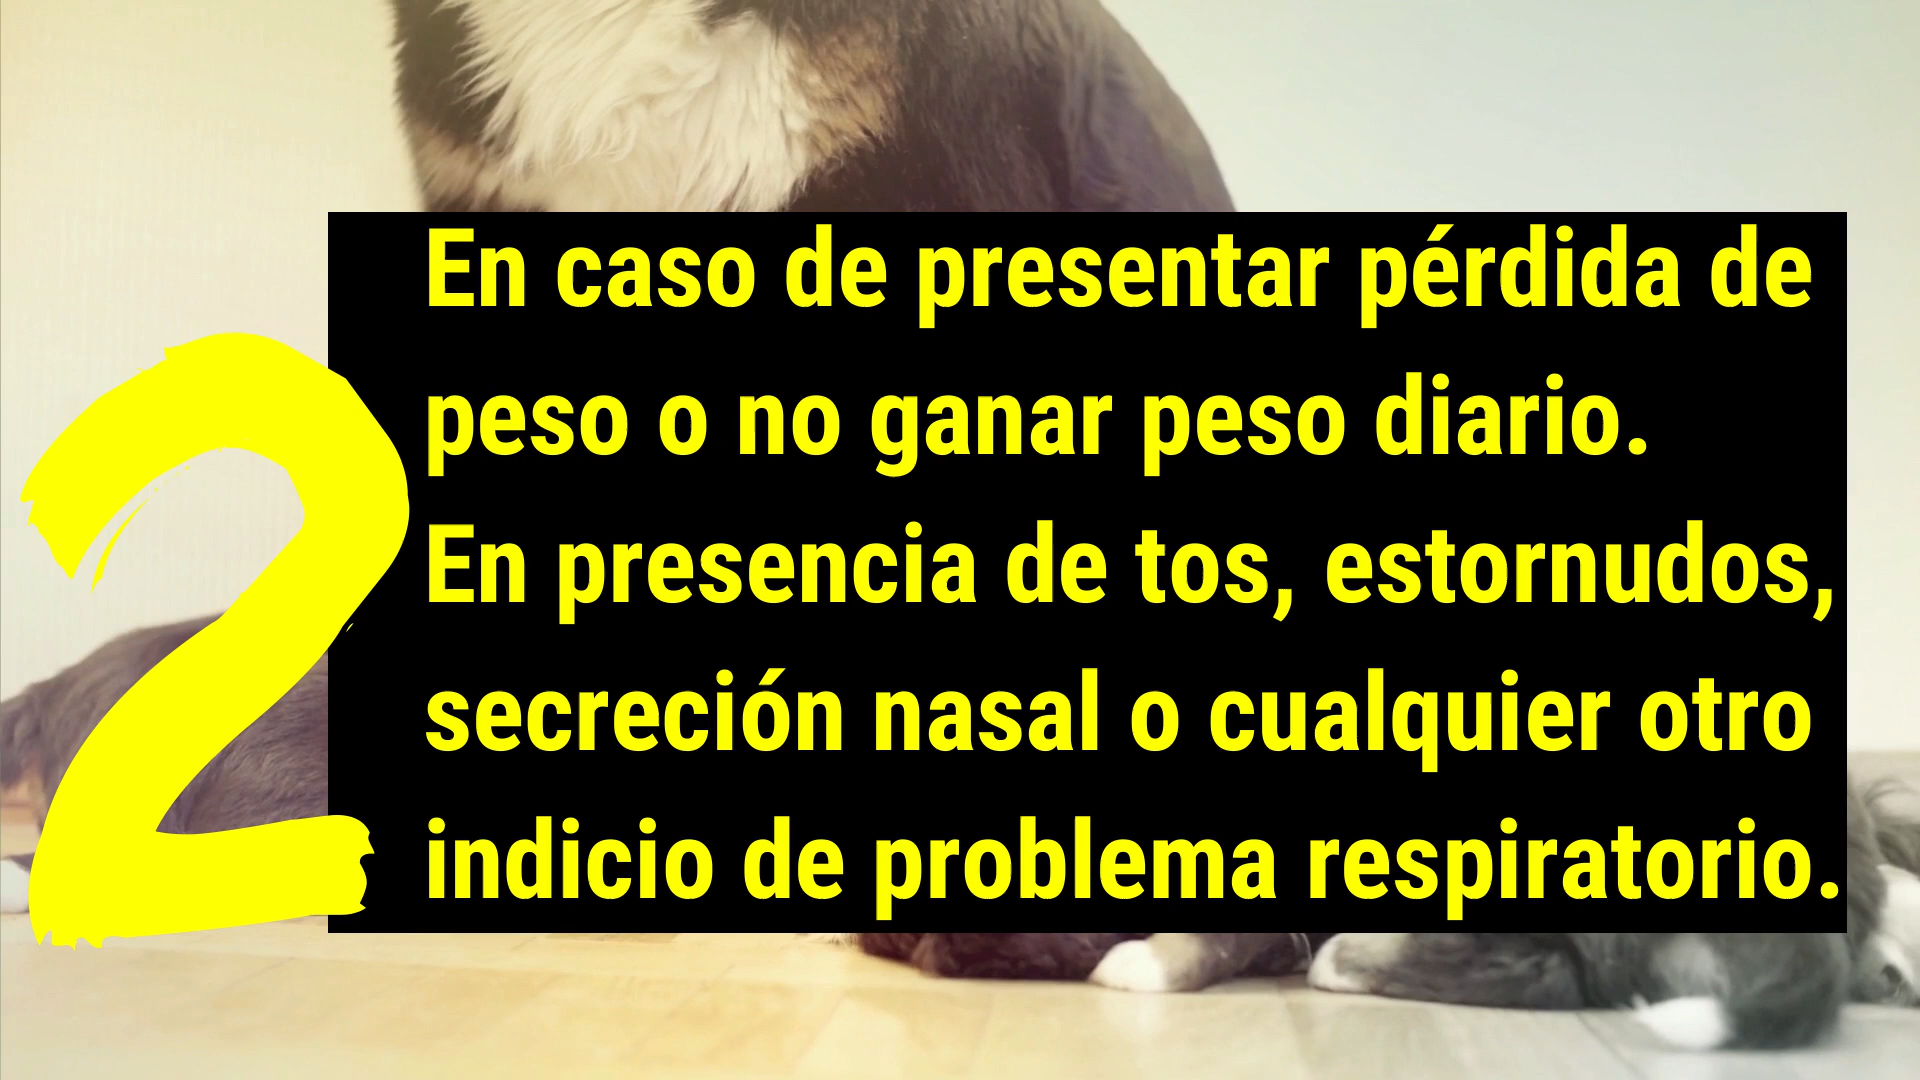 2
En caso de presentar pérdida de
peso o no ganar peso diario.
En presencia de tos, estornudos,
secreción nasal o cualquier otro
indicio de problema respiratorio.